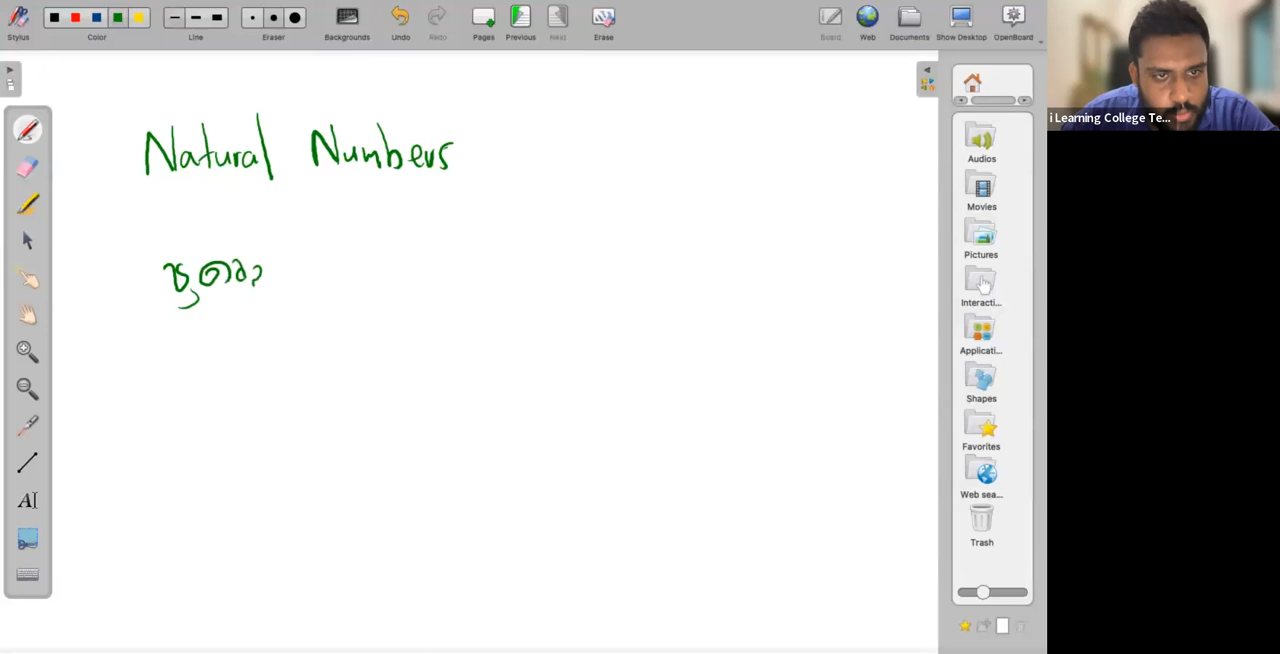 Stylus
Color
Line
Eraser
Backgrounds
Undo
Redo
Pages
Previous
Next
Erase
Board
Web
Documents
Show Desktop
OpenBoard
i Learning College Te...
Natural Numbers
Audios
Movies
Pictures
Interacti...
Applicati...
Shapes
Favorites
Web sea...
Trash
AI